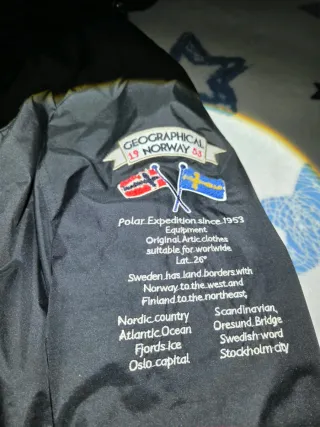 GEOGRAPHICAL
19 NORWAY 53
Polar Expedition since 1953
Equipment
Original Artic clothes
suitable for worlwide
Lat. 26°
Sweden has land borders with
Norway to the west and
Finland to the northeast,
Nordic country
Atlantic Ocean
Fjords ice
Oslo capital
Scandinavian,
Oresund Bridge
Swedish word
Stockholm city